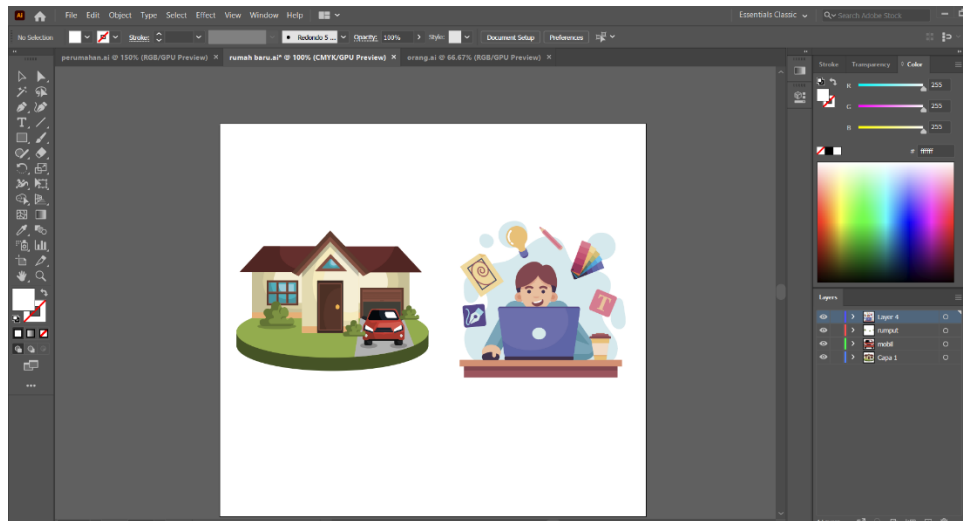 Ai File Edit Object Type Select Effect View Window Help Essentials Classic Search Adobe Stock
No Selection Stroke: Redondo 5 ... Opacity: 100% Style: Document Setup Preferences
perumahan.ai @ 150% (RGB/GPU Preview) × rumah baru.ai* @ 100% (CMYK/GPU Preview) × orang.ai @ 66.67% (RGB/GPU Preview) ×
Stroke Transparency Color
R 255
G 255
B 255
# ffffff
T
Layers
Layer 4
rumput
mobil
Capa 1